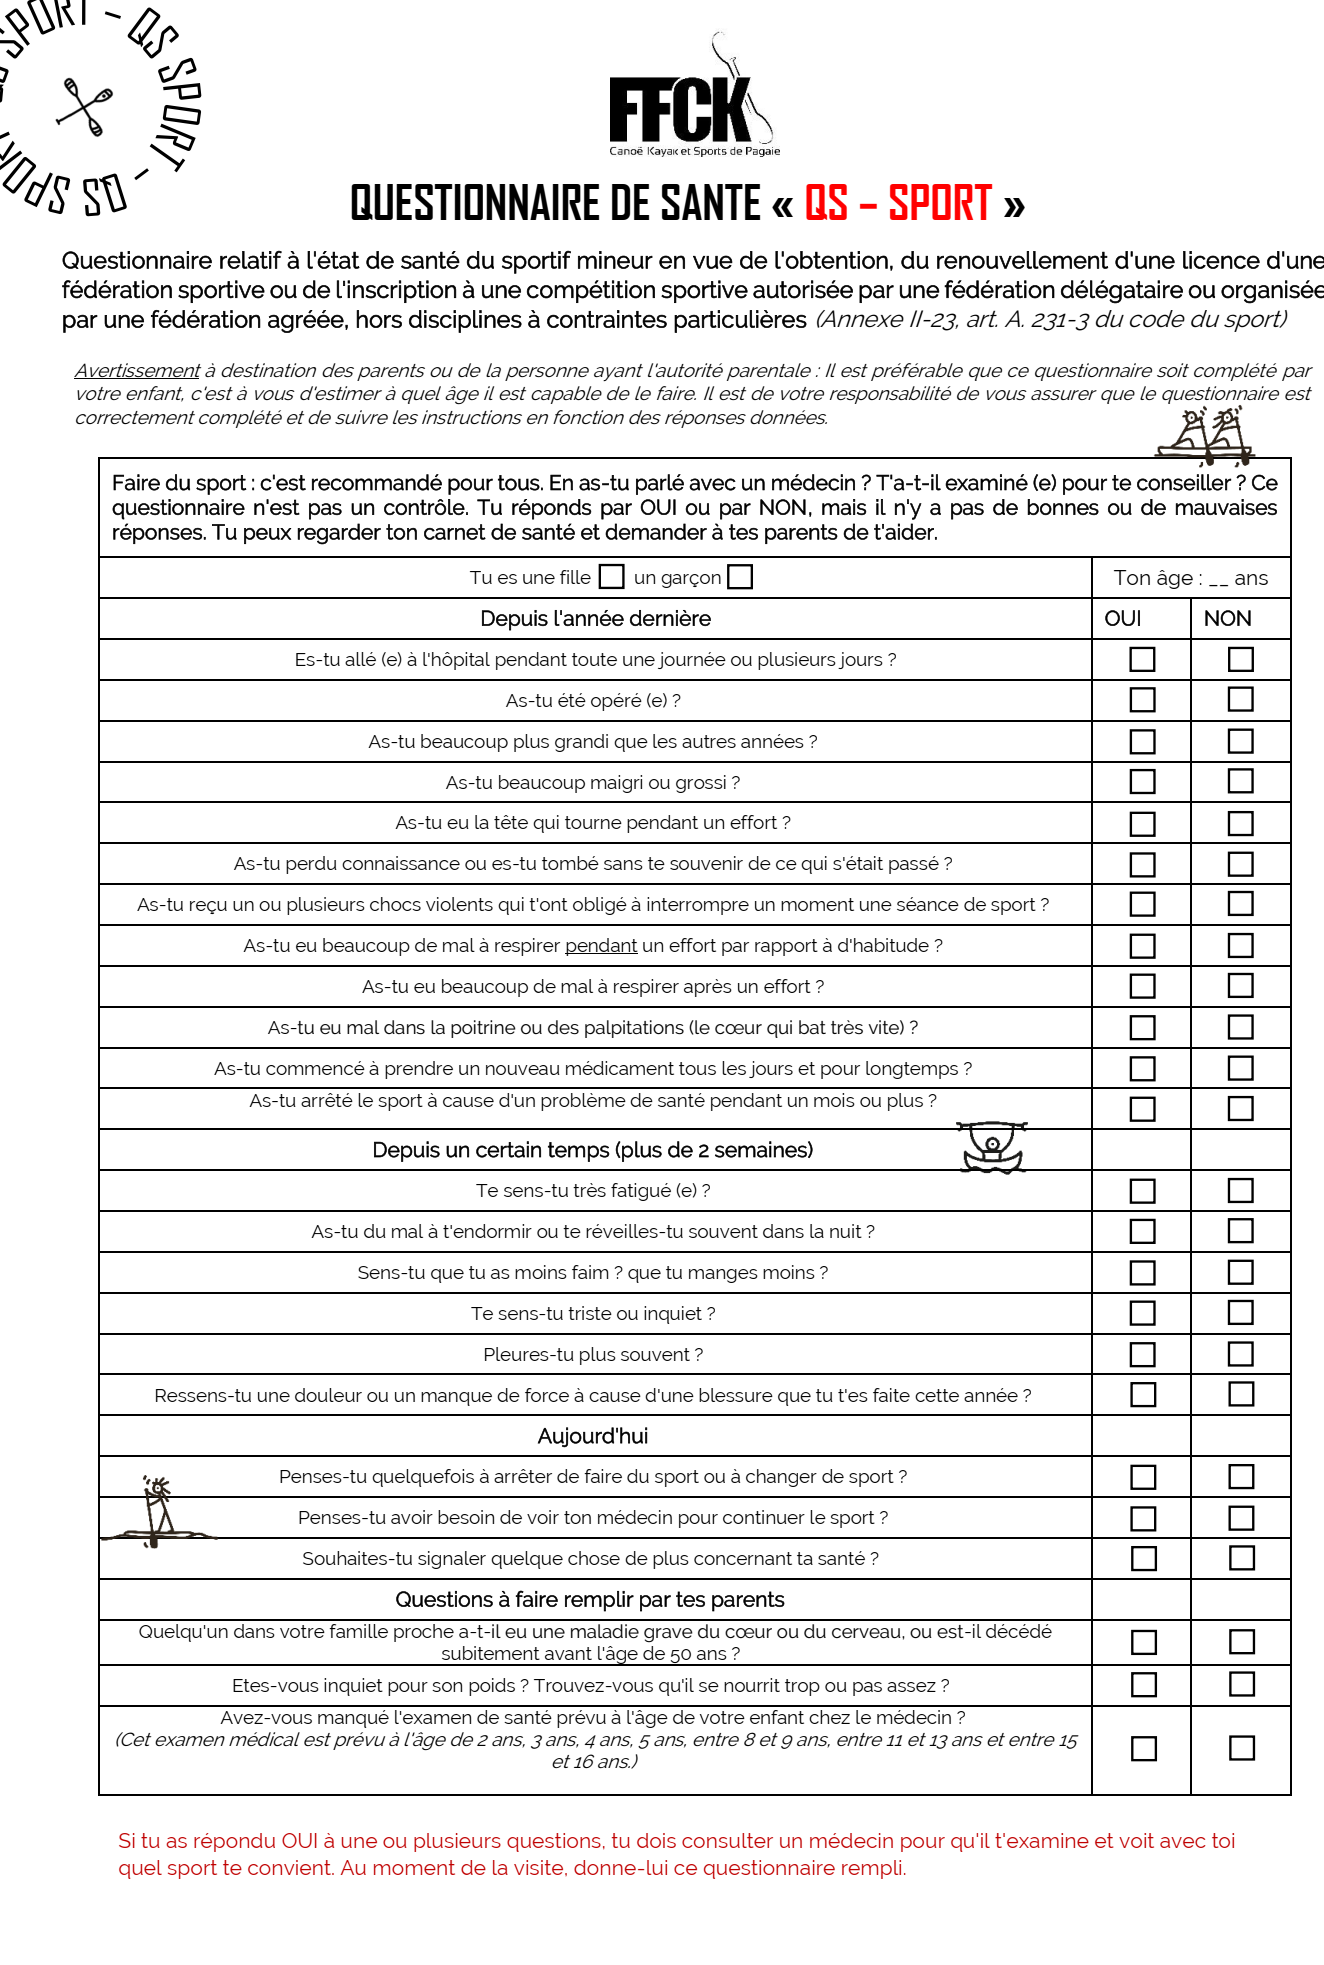 SPORT – QS SPORT – QS SPORT
FFCK
Canoë Kayak et Sports de Pagaie
QUESTIONNAIRE DE SANTE « QS – SPORT »
Questionnaire relatif à l'état de santé du sportif mineur en vue de l'obtention, du renouvellement d'une licence d'une
fédération sportive ou de l'inscription à une compétition sportive autorisée par une fédération délégataire ou organisée
par une fédération agréée, hors disciplines à contraintes particulières (Annexe II-23, art. A. 231-3 du code du sport)
Avertissement à destination des parents ou de la personne ayant l'autorité parentale : Il est préférable que ce questionnaire soit complété par
votre enfant, c'est à vous d'estimer à quel âge il est capable de le faire. Il est de votre responsabilité de vous assurer que le questionnaire est
correctement complété et de suivre les instructions en fonction des réponses données.
Faire du sport : c'est recommandé pour tous. En as-tu parlé avec un médecin ? T'a-t-il examiné (e) pour te conseiller ? Ce
questionnaire n'est pas un contrôle. Tu réponds par OUI ou par NON, mais il n'y a pas de bonnes ou de mauvaises
réponses. Tu peux regarder ton carnet de santé et demander à tes parents de t'aider.
Tu es une fille ☐ un garçon ☐ Ton âge : __ ans
Depuis l'année dernière OUI NON
Es-tu allé (e) à l'hôpital pendant toute une journée ou plusieurs jours ? ☐ ☐
As-tu été opéré (e) ? ☐ ☐
As-tu beaucoup plus grandi que les autres années ? ☐ ☐
As-tu beaucoup maigri ou grossi ? ☐ ☐
As-tu eu la tête qui tourne pendant un effort ? ☐ ☐
As-tu perdu connaissance ou es-tu tombé sans te souvenir de ce qui s'était passé ? ☐ ☐
As-tu reçu un ou plusieurs chocs violents qui t'ont obligé à interrompre un moment une séance de sport ? ☐ ☐
As-tu eu beaucoup de mal à respirer pendant un effort par rapport à d'habitude ? ☐ ☐
As-tu eu beaucoup de mal à respirer après un effort ? ☐ ☐
As-tu eu mal dans la poitrine ou des palpitations (le cœur qui bat très vite) ? ☐ ☐
As-tu commencé à prendre un nouveau médicament tous les jours et pour longtemps ? ☐ ☐
As-tu arrêté le sport à cause d'un problème de santé pendant un mois ou plus ? ☐ ☐
Depuis un certain temps (plus de 2 semaines)
Te sens-tu très fatigué (e) ? ☐ ☐
As-tu du mal à t'endormir ou te réveilles-tu souvent dans la nuit ? ☐ ☐
Sens-tu que tu as moins faim ? que tu manges moins ? ☐ ☐
Te sens-tu triste ou inquiet ? ☐ ☐
Pleures-tu plus souvent ? ☐ ☐
Ressens-tu une douleur ou un manque de force à cause d'une blessure que tu t'es faite cette année ? ☐ ☐
Aujourd'hui
Penses-tu quelquefois à arrêter de faire du sport ou à changer de sport ? ☐ ☐
Penses-tu avoir besoin de voir ton médecin pour continuer le sport ? ☐ ☐
Souhaites-tu signaler quelque chose de plus concernant ta santé ? ☐ ☐
Questions à faire remplir par tes parents
Quelqu'un dans votre famille proche a-t-il eu une maladie grave du cœur ou du cerveau, ou est-il décédé
subitement avant l'âge de 50 ans ? ☐ ☐
Etes-vous inquiet pour son poids ? Trouvez-vous qu'il se nourrit trop ou pas assez ? ☐ ☐
Avez-vous manqué l'examen de santé prévu à l'âge de votre enfant chez le médecin ?
(Cet examen médical est prévu à l'âge de 2 ans, 3 ans, 4 ans, 5 ans, entre 8 et 9 ans, entre 11 et 13 ans et entre 15
et 16 ans.) ☐ ☐
Si tu as répondu OUI à une ou plusieurs questions, tu dois consulter un médecin pour qu'il t'examine et voit avec toi
quel sport te convient. Au moment de la visite, donne-lui ce questionnaire rempli.